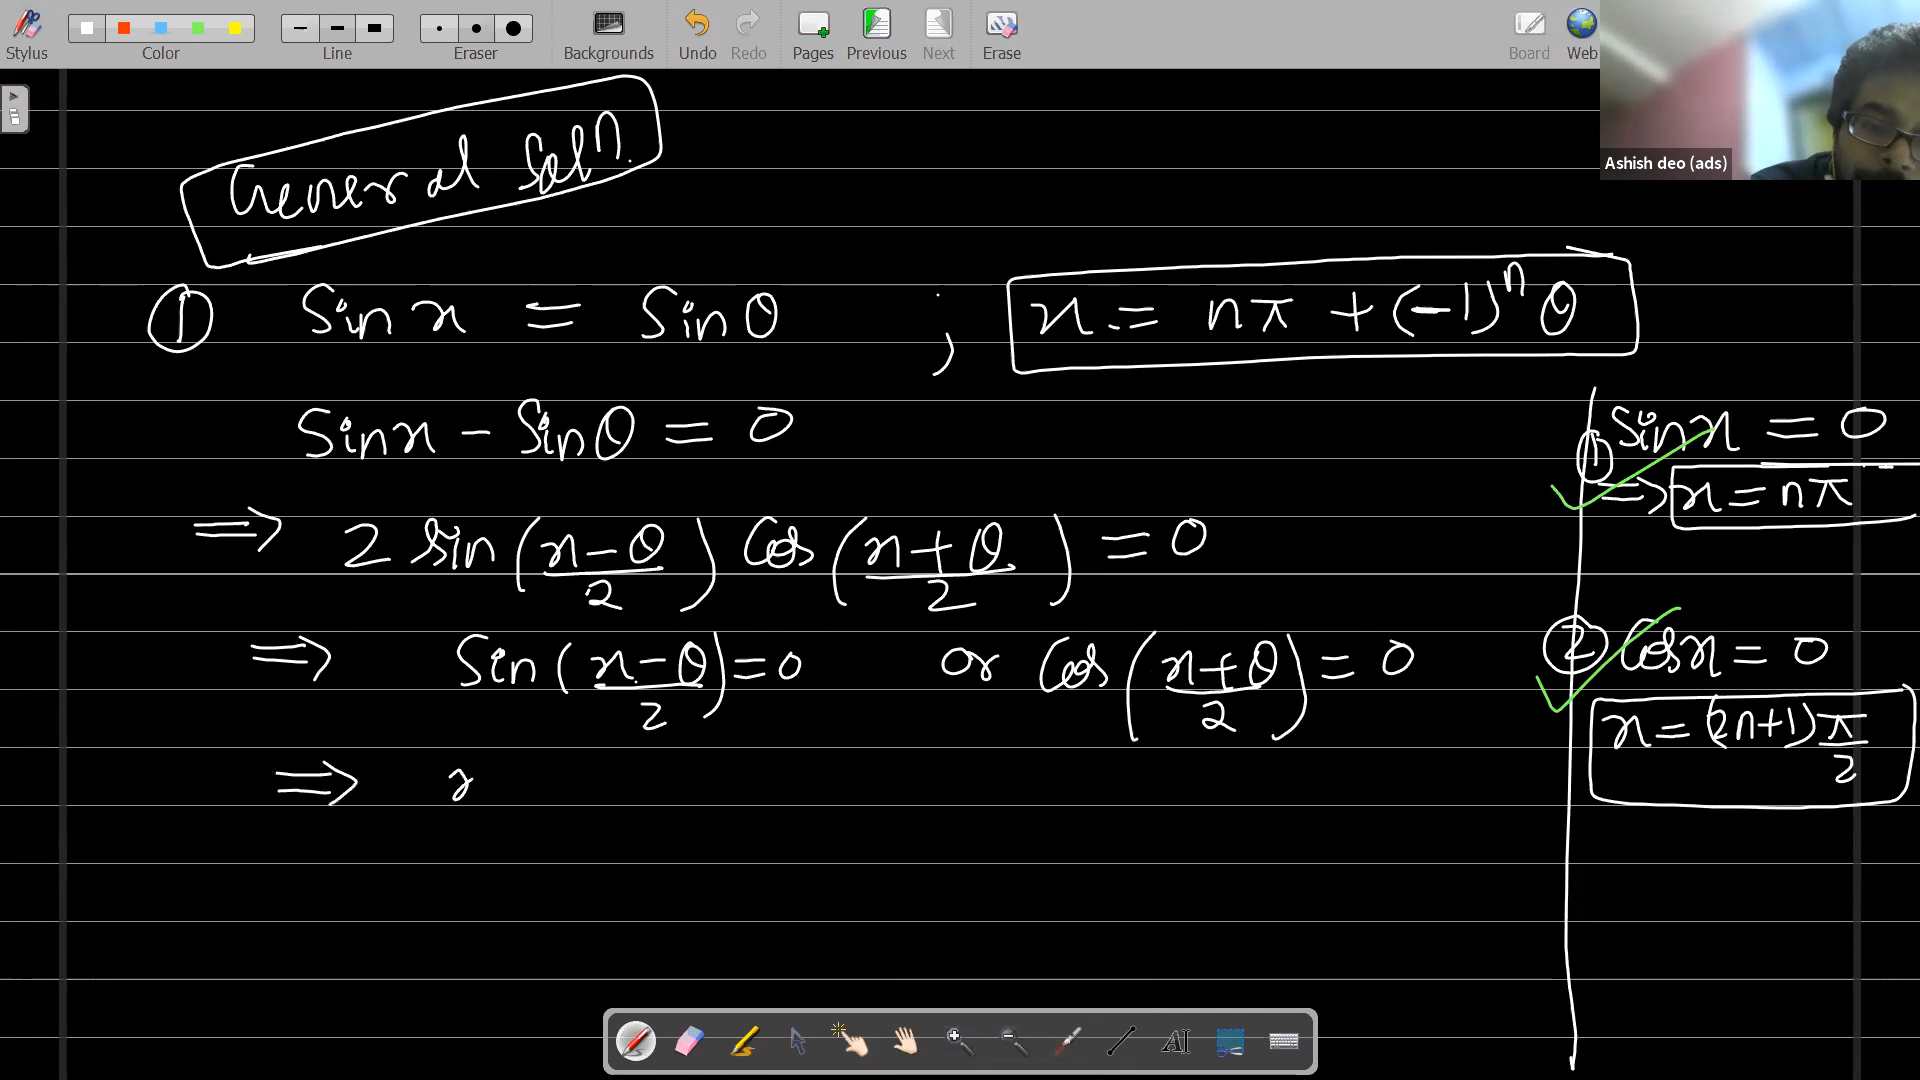 Stylus Color Line Eraser Backgrounds Undo Redo Pages Previous Next Erase Board Web
Ashish deo (ads)
General Solⁿ.
① Sin x = Sin θ ; x = nπ + (-1)ⁿ θ
Sin x - Sin θ = 0
⇒ 2 Sin (x-θ/2) Cos (x+θ/2) = 0
⇒ Sin (x-θ/2) = 0 or Cos (x+θ/2) = 0
⇒
① Sin x = 0
⇒ x = nπ
② Cos x = 0
x = (2n+1) π/2
AI